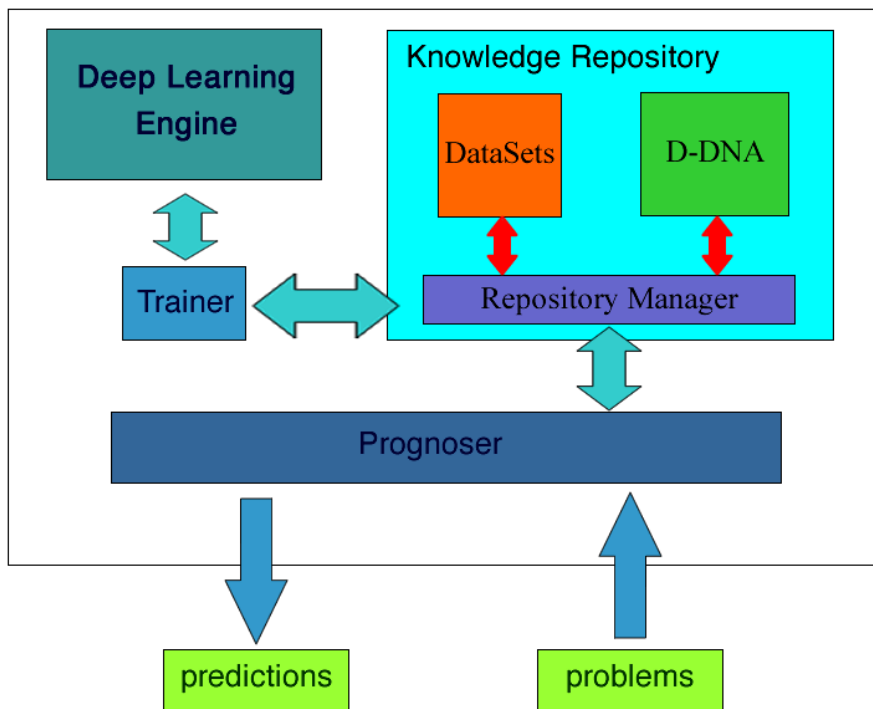 Deep Learning
Engine
Knowledge Repository
DataSets
D-DNA
Trainer
Repository Manager
Prognoser
predictions
problems